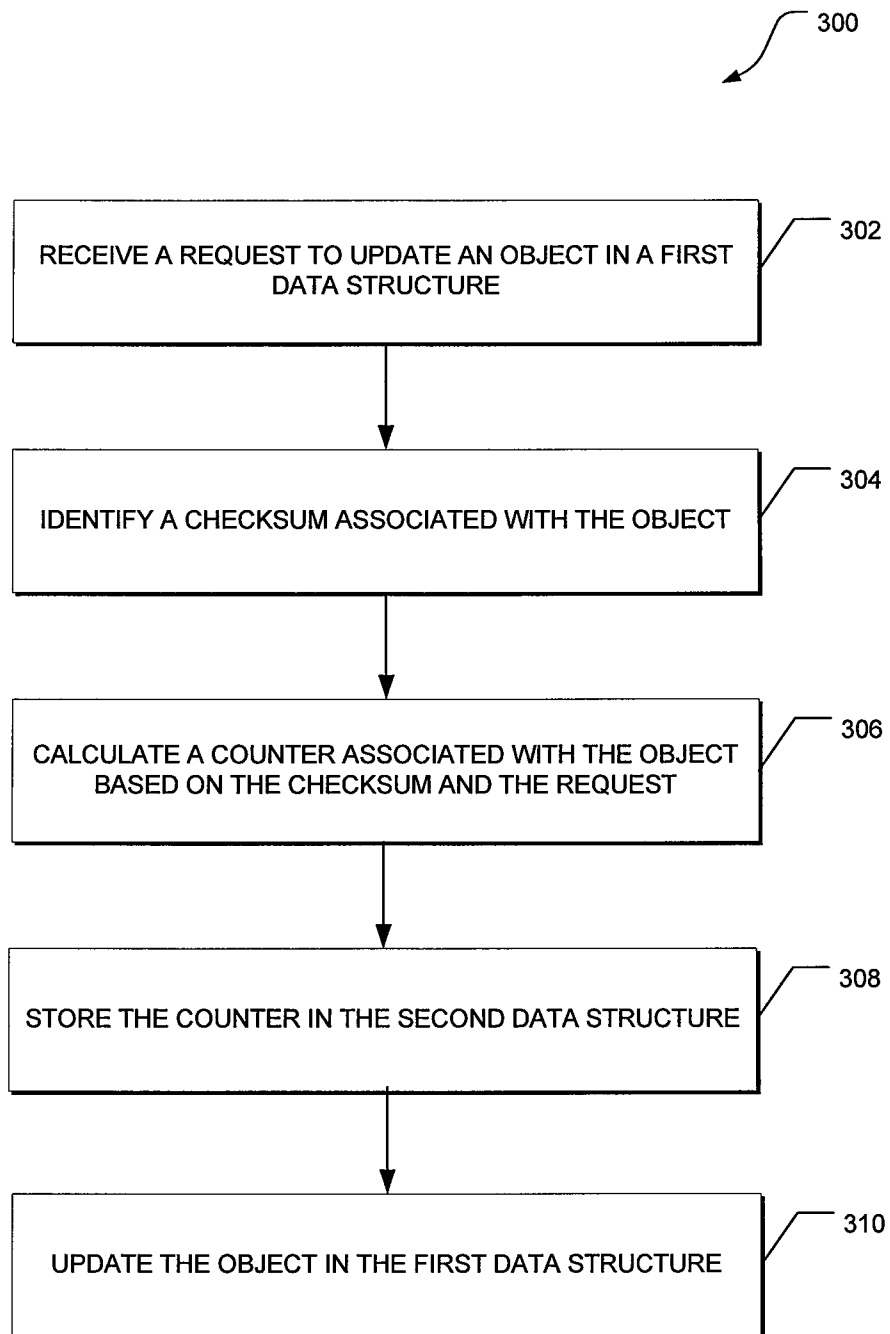 300
RECEIVE A REQUEST TO UPDATE AN OBJECT IN A FIRST
DATA STRUCTURE
302
IDENTIFY A CHECKSUM ASSOCIATED WITH THE OBJECT
304
CALCULATE A COUNTER ASSOCIATED WITH THE OBJECT
BASED ON THE CHECKSUM AND THE REQUEST
306
STORE THE COUNTER IN THE SECOND DATA STRUCTURE
308
UPDATE THE OBJECT IN THE FIRST DATA STRUCTURE
310